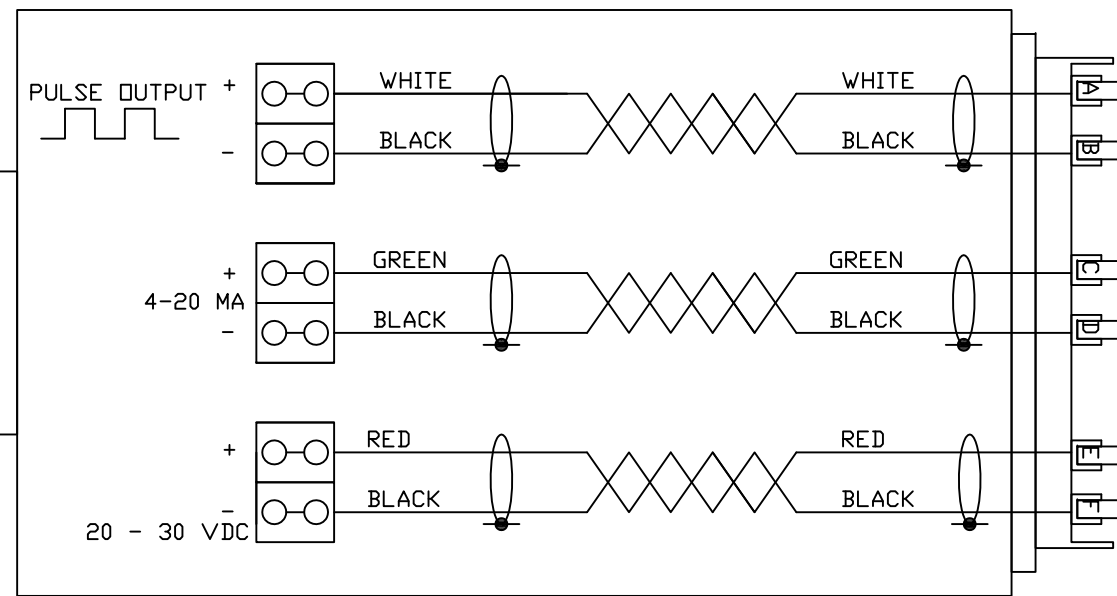 WHITE WHITE
PULSE OUTPUT + A
- BLACK BLACK B
GREEN GREEN
+ C
4-20 MA
- BLACK BLACK D
RED RED
+ E
- BLACK BLACK F
20 - 30 VDC